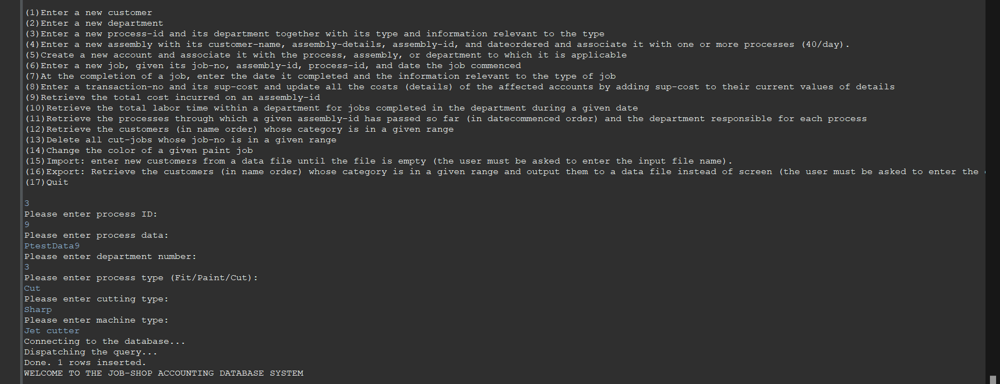 (1)Enter a new customer
(2)Enter a new department
(3)Enter a new process-id and its department together with its type and information relevant to the type
(4)Enter a new assembly with its customer-name, assembly-details, assembly-id, and dateordered and associate it with one or more processes (40/day).
(5)Create a new account and associate it with the process, assembly, or department to which it is applicable
(6)Enter a new job, given its job-no, assembly-id, process-id, and date the job commenced
(7)At the completion of a job, enter the date it completed and the information relevant to the type of job
(8)Enter a transaction-no and its sup-cost and update all the costs (details) of the affected accounts by adding sup-cost to their current values of details
(9)Retrieve the total cost incurred on an assembly-id
(10)Retrieve the total labor time within a department for jobs completed in the department during a given date
(11)Retrieve the processes through which a given assembly-id has passed so far (in datecommenced order) and the department responsible for each process
(12)Retrieve the customers (in name order) whose category is in a given range
(13)Delete all cut-jobs whose job-no is in a given range
(14)Change the color of a given paint job
(15)Import: enter new customers from a data file until the file is empty (the user must be asked to enter the input file name).
(16)Export: Retrieve the customers (in name order) whose category is in a given range and output them to a data file instead of screen (the user must be asked to enter the
(17)Quit
3
Please enter process ID:
9
Please enter process data:
PtestData9
Please enter department number:
3
Please enter process type (Fit/Paint/Cut):
Cut
Please enter cutting type:
Sharp
Please enter machine type:
Jet cutter
Connecting to the database...
Dispatching the query...
Done. 1 rows inserted.
WELCOME TO THE JOB-SHOP ACCOUNTING DATABASE SYSTEM